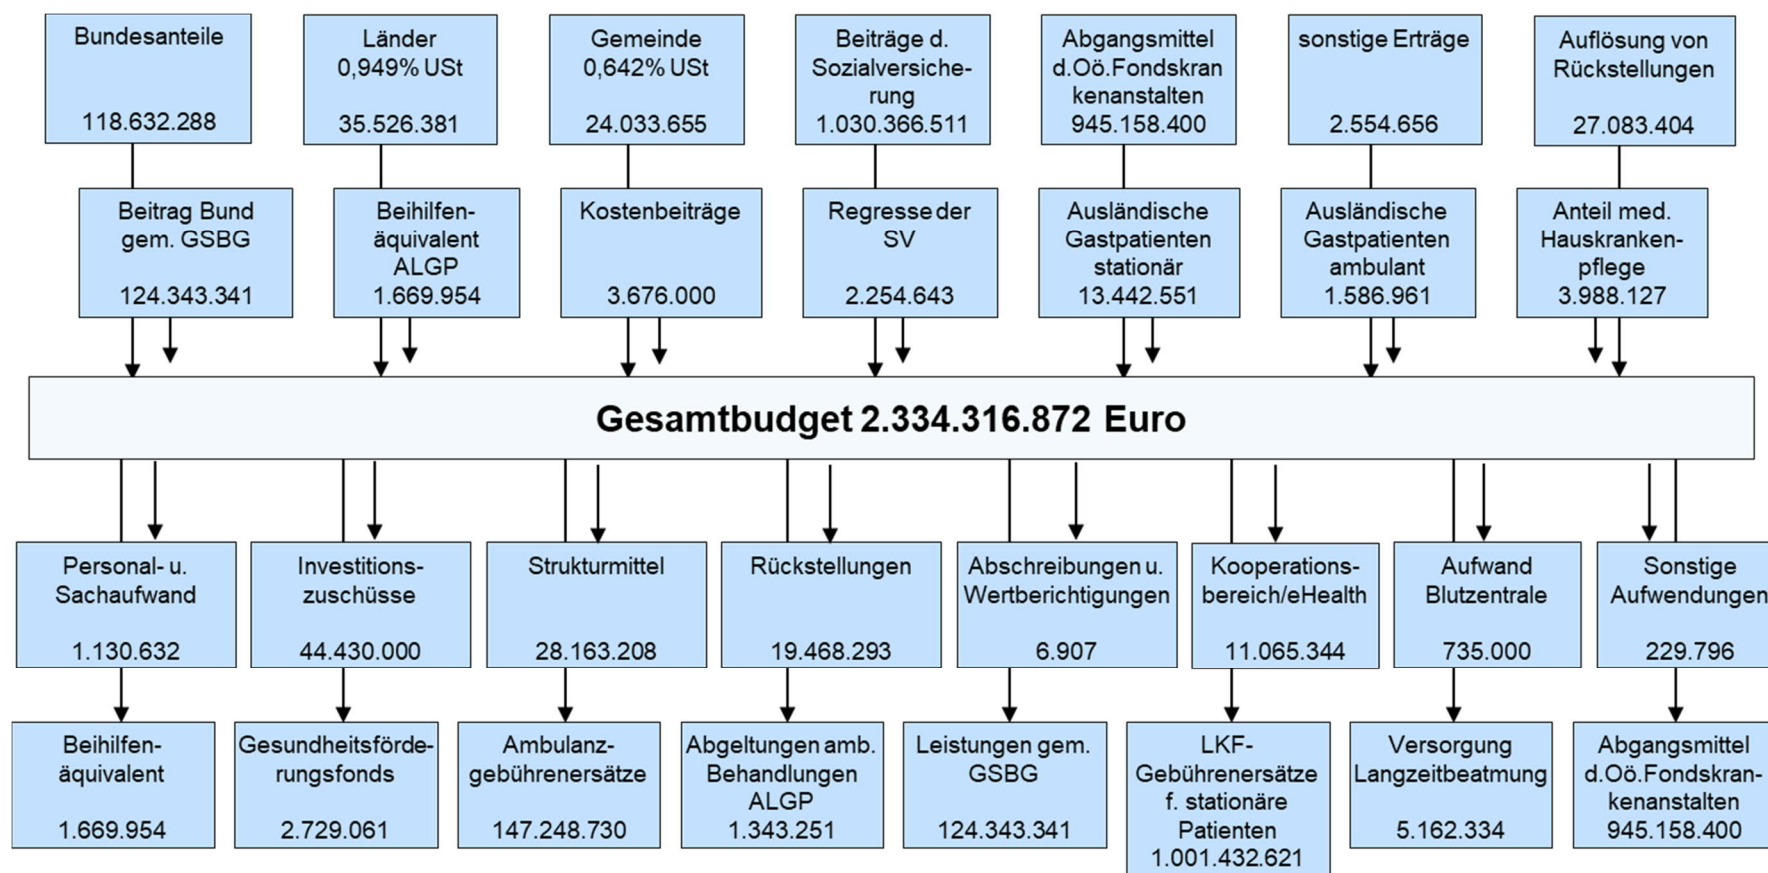 Bundesanteile
118.632.288
Länder
0,949% USt
35.526.381
Gemeinde
0,642% USt
24.033.655
Beiträge d.
Sozialversiche-
rung
1.030.366.511
Abgangsmittel
d.Oö.Fondskran
kenanstalten
945.158.400
sonstige Erträge
2.554.656
Auflösung von
Rückstellungen
27.083.404
Beitrag Bund
gem. GSBG
124.343.341
Beihilfen-
äquivalent
ALGP
1.669.954
Kostenbeiträge
3.676.000
Regresse der
SV
2.254.643
Ausländische
Gastpatienten
stationär
13.442.551
Ausländische
Gastpatienten
ambulant
1.586.961
Anteil med.
Hauskranken-
pflege
3.988.127
Gesamtbudget 2.334.316.872 Euro
Personal- u.
Sachaufwand
1.130.632
Investitions-
zuschüsse
44.430.000
Strukturmittel
28.163.208
Rückstellungen
19.468.293
Abschreibungen u.
Wertberichtigungen
6.907
Kooperations-
bereich/eHealth
11.065.344
Aufwand
Blutzentrale
735.000
Sonstige
Aufwendungen
229.796
Beihilfen-
äquivalent
1.669.954
Gesundheitsförde-
rungsfonds
2.729.061
Ambulanz-
gebührenersätze
147.248.730
Abgeltungen amb.
Behandlungen
ALGP
1.343.251
Leistungen gem.
GSBG
124.343.341
LKF-
Gebührenersätze
f. stationäre
Patienten
1.001.432.621
Versorgung
Langzeitbeatmung
5.162.334
Abgangsmittel
d.Oö.Fondskran-
kenanstalten
945.158.400